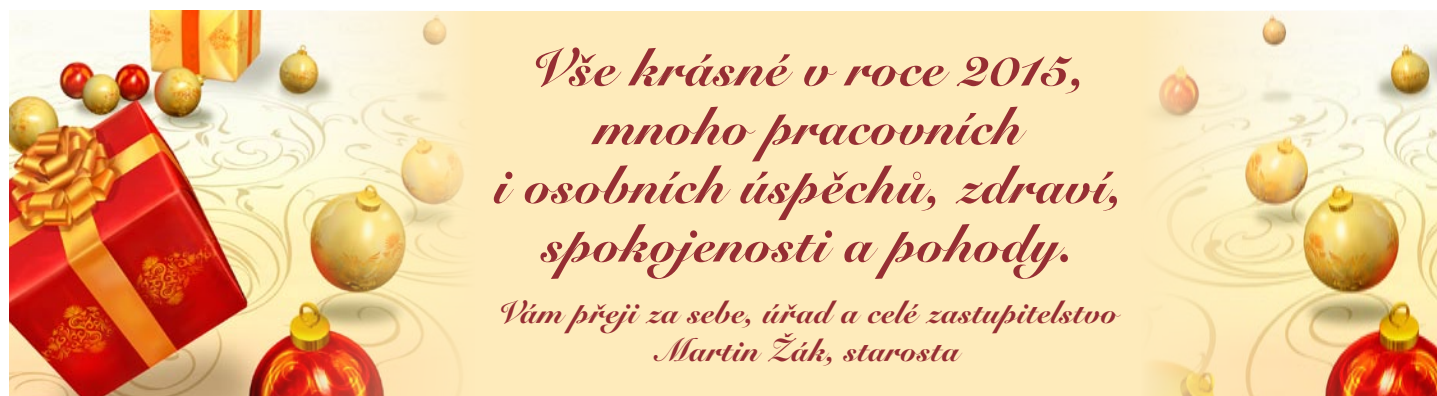 Vše krásné v roce 2015,
mnoho pracovních
i osobních úspěchů, zdraví,
spokojenosti a pohody.
Vám přeji za sebe, úřad a celé zastupitelstvo
Martin Žák, starosta